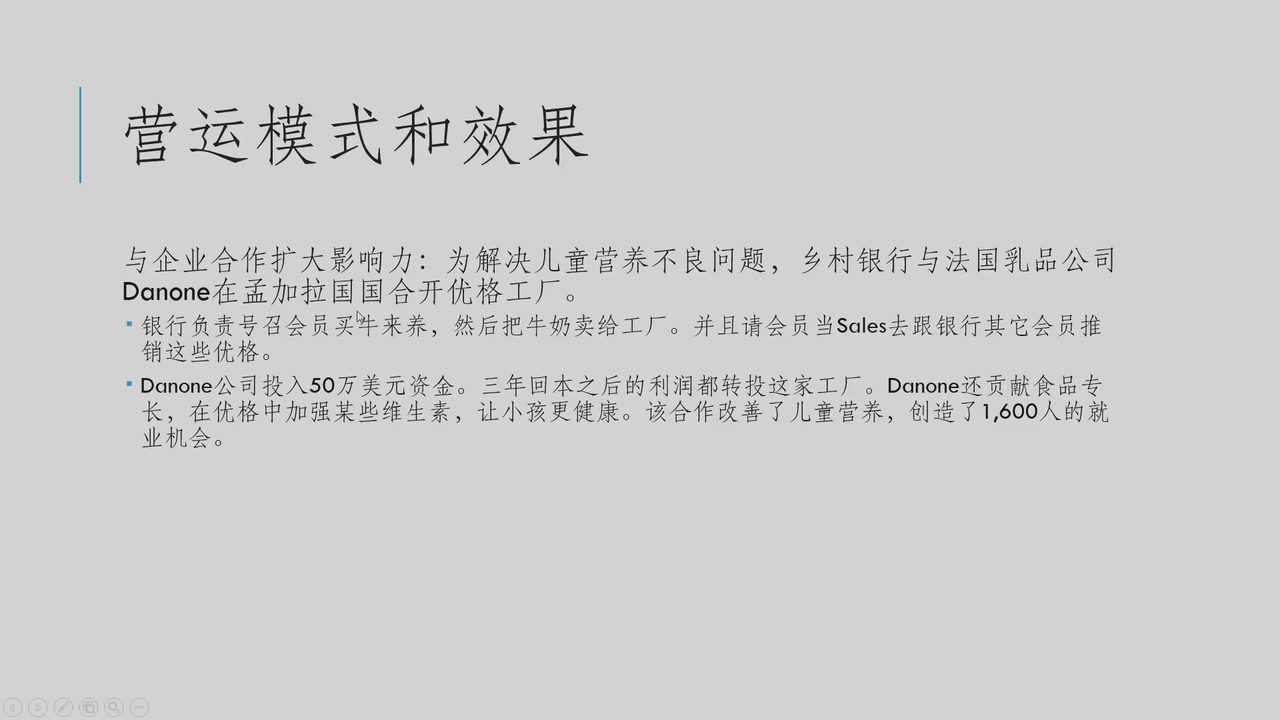 营运模式和效果
与企业合作扩大影响力：为解决儿童营养不良问题，乡村银行与法国乳品公司
Danone在孟加拉国国合开优格工厂。
银行负责号召会员买牛来养，然后把牛奶卖给工厂。并且请会员当Sales去跟银行其它会员推
销这些优格。
Danone公司投入50万美元资金。三年回本之后的利润都转投这家工厂。Danone还贡献食品专
长，在优格中加强某些维生素，让小孩更健康。该合作改善了儿童营养，创造了1,600人的就
业机会。